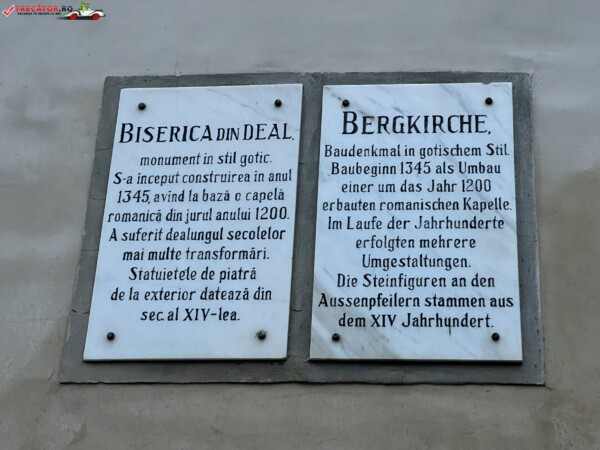 TRECĂTOR.RO
BISERICA DIN DEAL,
monument in stil gotic.
S-a început construirea în anul
1345, avînd la bază o capelă
romanică din jurul anului 1200.
A suferit dealungul secolelor
mai multe transformări.
Statuietele de piatră
de la exterior datează din
sec. al XIV-lea.
BERGKIRCHE,
Baudenkmal in gotischem Stil.
Baubeginn 1345 als Umbau
einer um das Jahr 1200
erbauten romanischen Kapelle.
Im Laufe der Jahrhunderte
erfolgten mehrere
Umgestaltungen.
Die Steinfiguren an den
Aussenpfeilern stammen aus
dem XIV Jahrhundert.